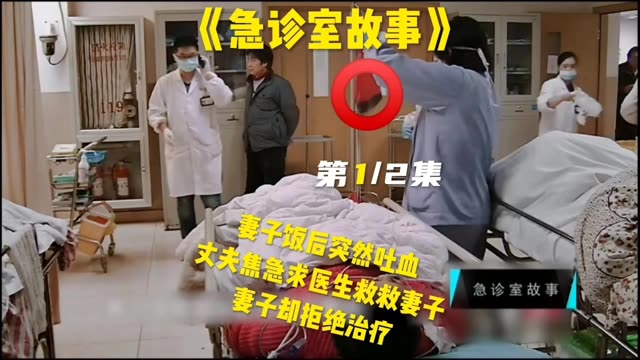 《急诊室故事》
119
第1/2集
妻子饭后突然吐血
丈夫焦急求医生救救妻子
妻子却拒绝治疗
急诊室故事